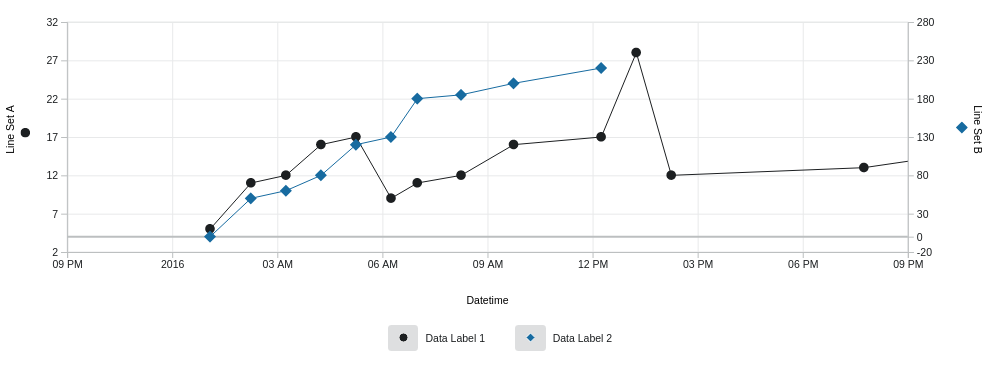 32
27
22
17
12
7
2
280
230
180
130
80
30
0
-20
Line Set A
Line Set B
09 PM
2016
03 AM
06 AM
09 AM
12 PM
03 PM
06 PM
09 PM
Datetime
Data Label 1
Data Label 2